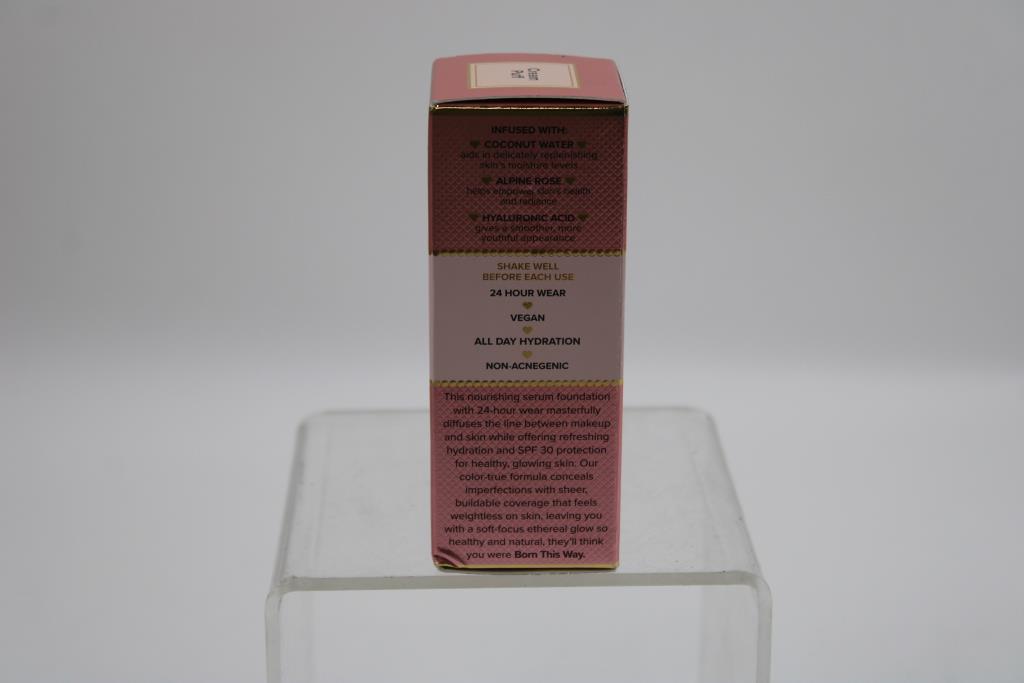 Cream
Puff
INFUSED WITH:
COCONUT WATER
aids in delicately replenishing
skin's moisture levels
ALPINE ROSE
helps empower skin's health
and radiance
HYALURONIC ACID
gives a smoother, more
youthful appearance
SHAKE WELL
BEFORE EACH USE
24 HOUR WEAR
VEGAN
ALL DAY HYDRATION
NON-ACNEGENIC
This nourishing serum foundation
with 24-hour wear masterfully
diffuses the line between makeup
and skin while offering refreshing
hydration and SPF 30 protection
for healthy, glowing skin. Our
color-true formula conceals
imperfections with sheer,
buildable coverage that feels
weightless on skin, leaving you
with a soft-focus ethereal glow so
healthy and natural, they'll think
you were Born This Way.